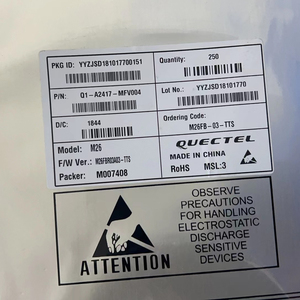 PKG ID: YYZJSD181017700151
Quantity: 250
P/N: Q1-A2417-MFV004
Lot No.: YYZJSD18101770
D/C: 1844
Ordering Code: M26FB-03-TTS
Model: M26
QUECTEL
F/W Ver.: M26FBR03A03-TTS
MADE IN CHINA
Packer: M007408
RoHS MSL:3
ATTENTION
OBSERVE
PRECAUTIONS
FOR HANDLING
ELECTROSTATIC
DISCHARGE
SENSITIVE
DEVICES